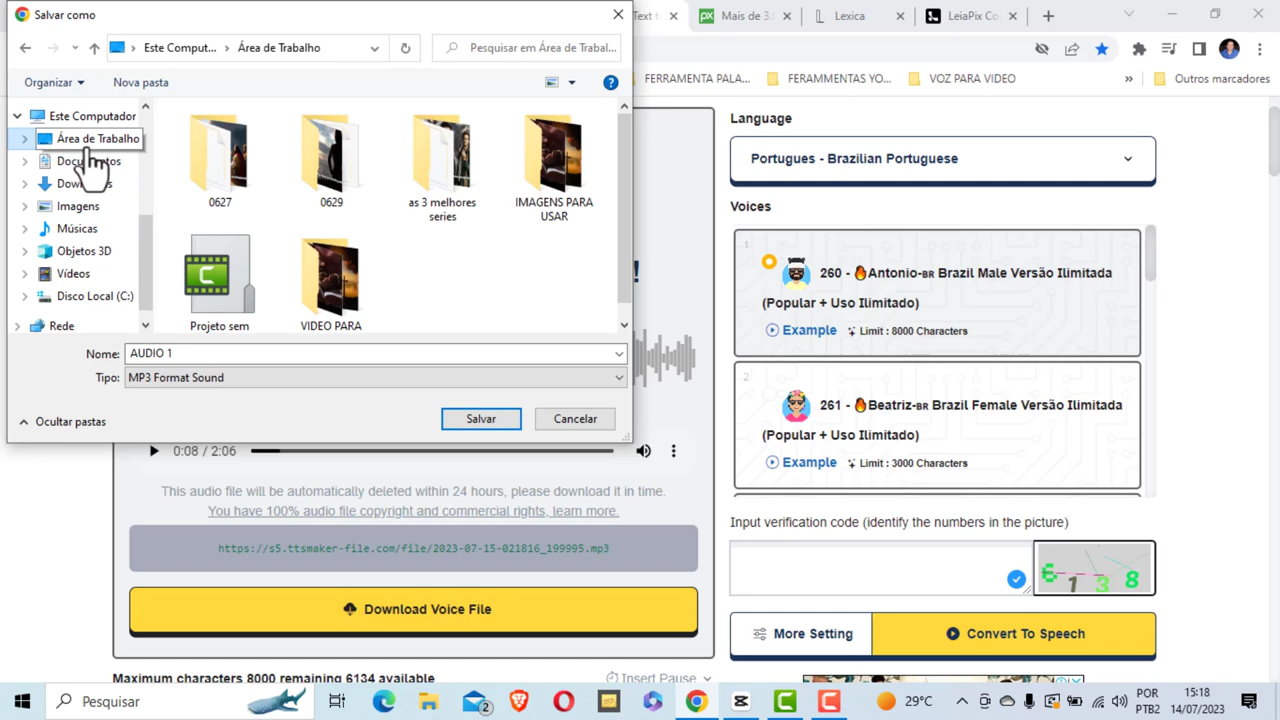 Salvar como
Text t
Mais de 3.
Lexica
LeiaPix Co
Este Comput...
Área de Trabalho
Pesquisar em Área de Trabal...
Organizar
Nova pasta
FERRAMENTA PALA...
FERAMMENTAS YO...
VOZ PARA VIDEO
»
Outros marcadores
Este Computador
Área de Trabalho
Imagens
Músicas
Objetos 3D
Vídeos
Disco Local (C:)
Rede
0627
0629
as 3 melhores
series
IMAGENS PARA
USAR
Projeto sem
VIDEO PARA
Nome:
AUDIO 1
Tipo:
MP3 Format Sound
Ocultar pastas
Salvar
Cancelar
!
0:08 / 2:06
This audio file will be automatically deleted within 24 hours, please download it in time.
You have 100% audio file copyright and commercial rights, learn more.
https://s5.ttsmaker-file.com/file/2023-07-15-021816_199995.mp3
Download Voice File
Maximum characters 8000 remaining 6134 available
Insert Pause
Language
Portugues - Brazilian Portuguese
Voices
1
260 - 🔥Antonio-BR Brazil Male Versão Ilimitada
(Popular + Uso Ilimitado)
Example
Limit : 8000 Characters
2
261 - 🔥Beatriz-BR Brazil Female Versão Ilimitada
(Popular + Uso Ilimitado)
Example
Limit : 3000 Characters
Input verification code (identify the numbers in the picture)
6 1 3 8
More Setting
Convert To Speech
Pesquisar
2
29°C
POR
PTB2
15:18
14/07/2023